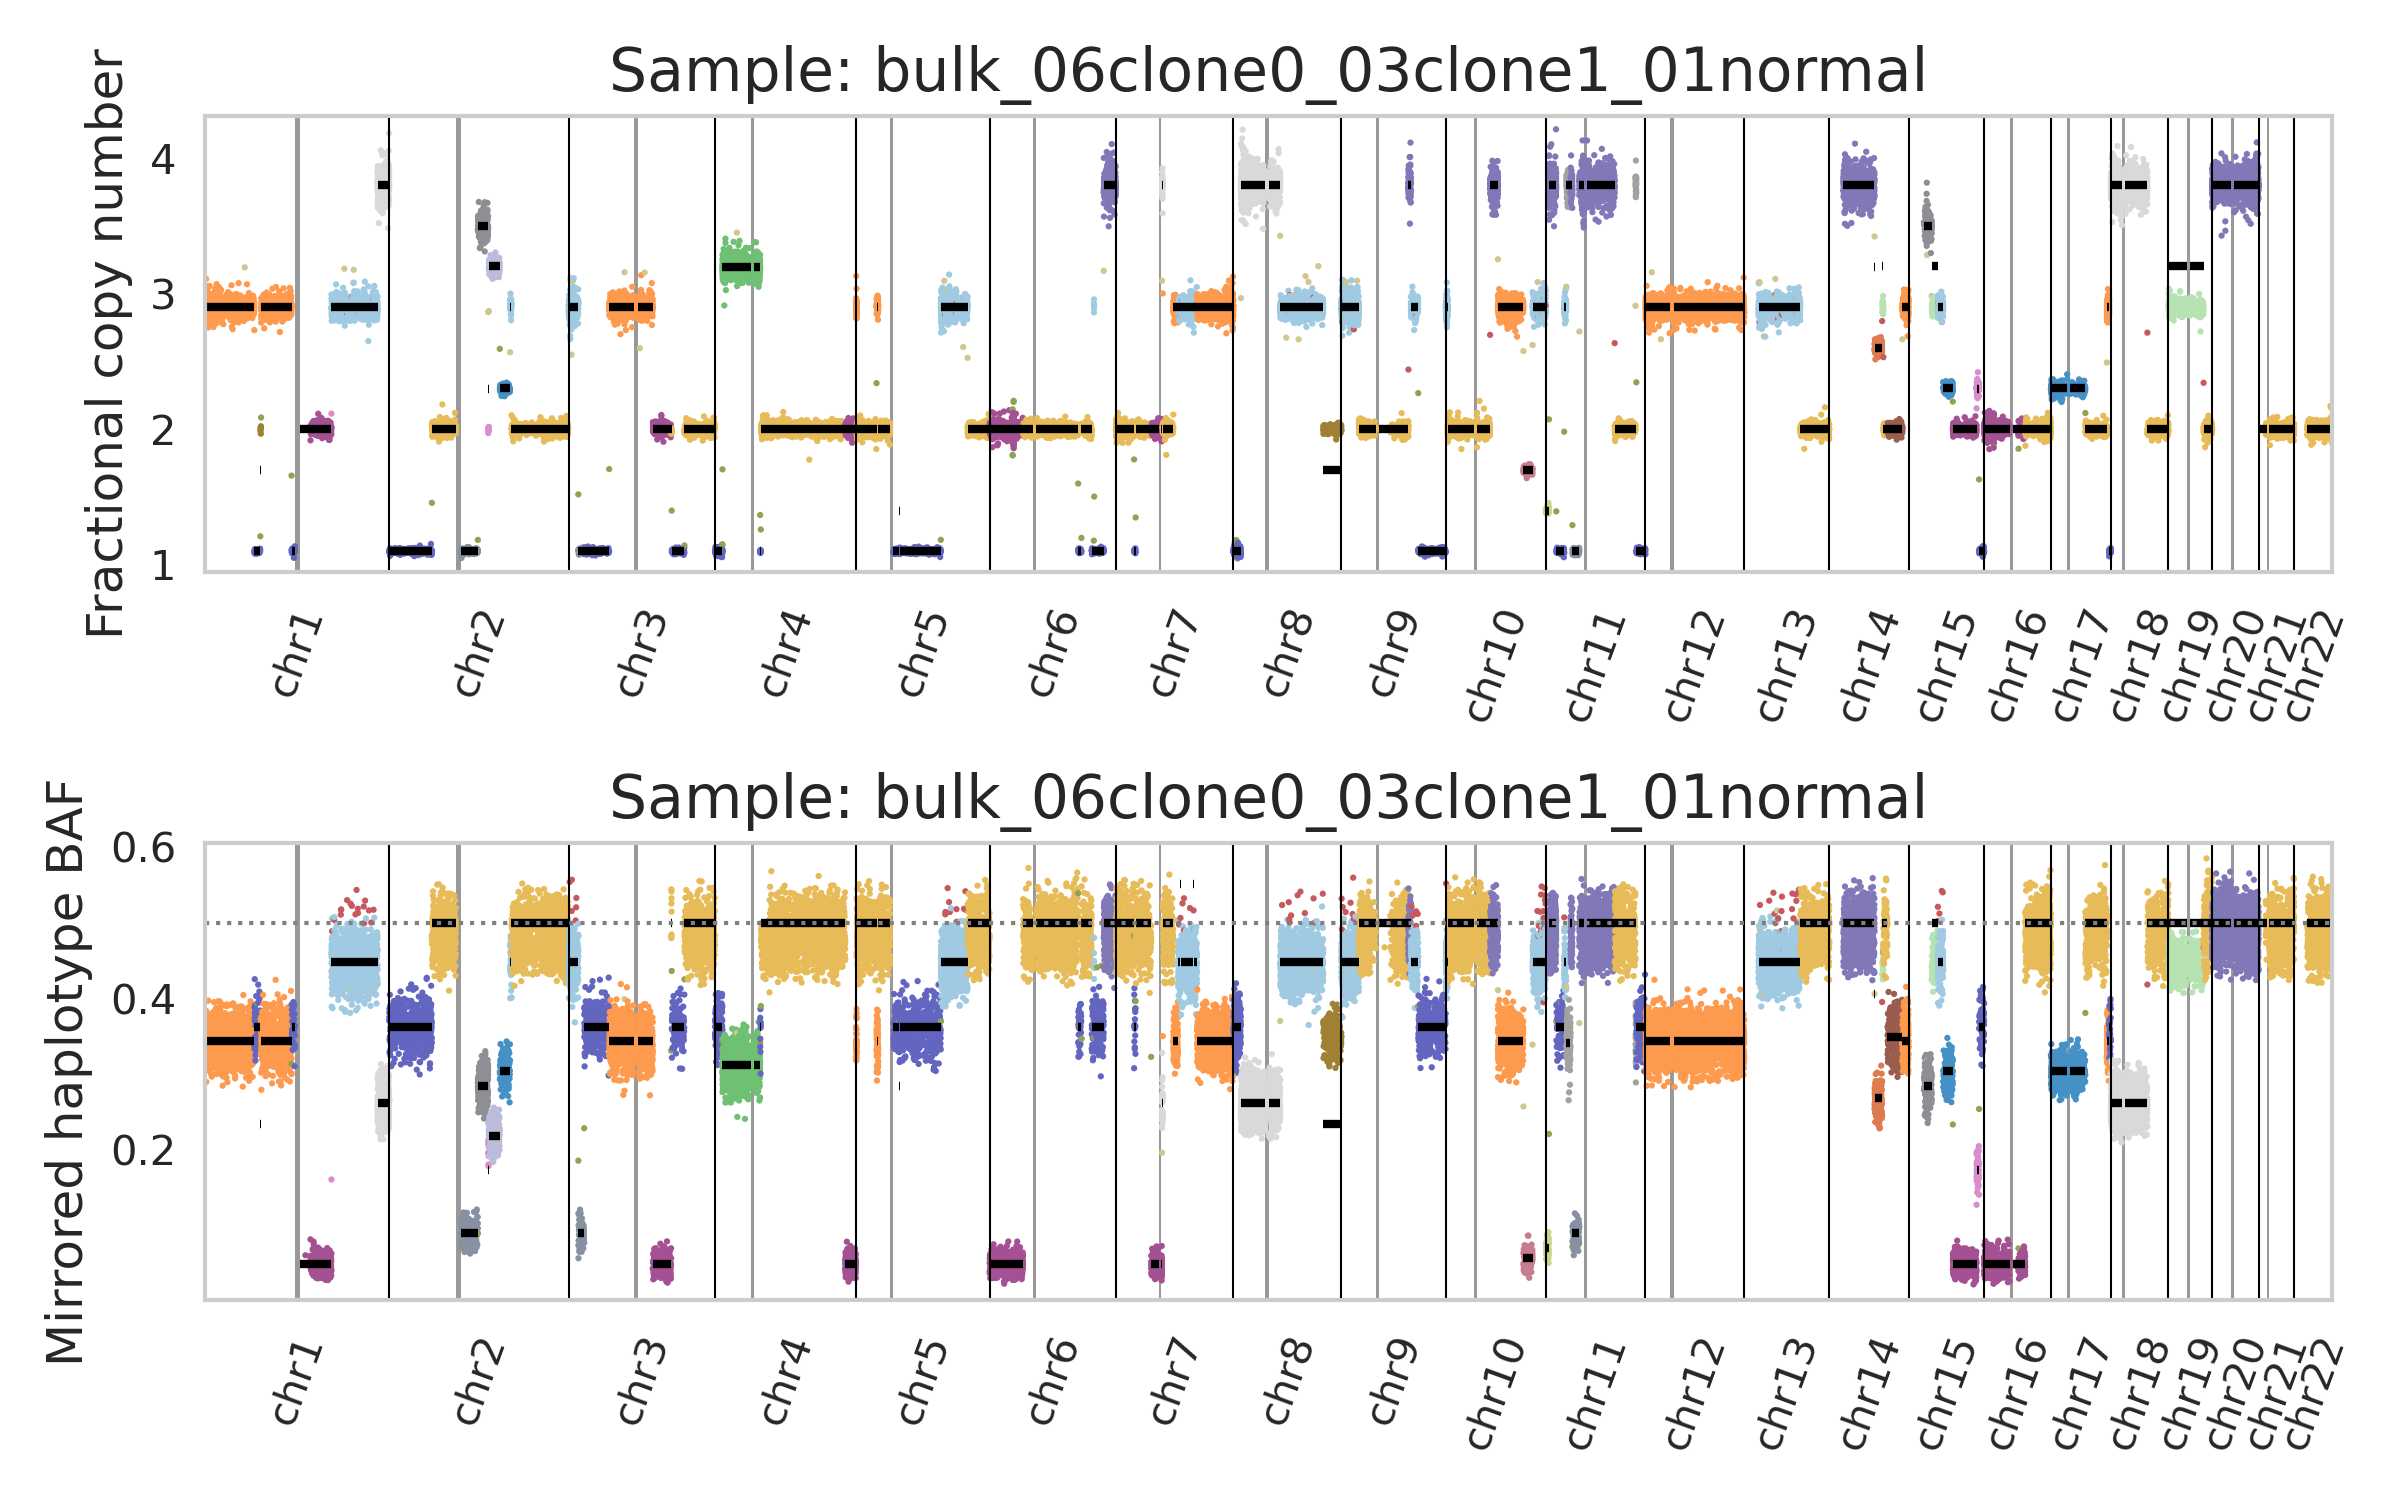 Sample: bulk_06clone0_03clone1_01normal
Fractional copy number
4
3
2
1
chr1 chr2 chr3 chr4 chr5 chr6 chr7 chr8 chr9 chr10 chr11 chr12 chr13 chr14 chr15 chr16 chr17 chr18 chr19 chr20 chr21 chr22
Sample: bulk_06clone0_03clone1_01normal
Mirrored haplotype BAF
0.6
0.4
0.2
chr1 chr2 chr3 chr4 chr5 chr6 chr7 chr8 chr9 chr10 chr11 chr12 chr13 chr14 chr15 chr16 chr17 chr18 chr19 chr20 chr21 chr22